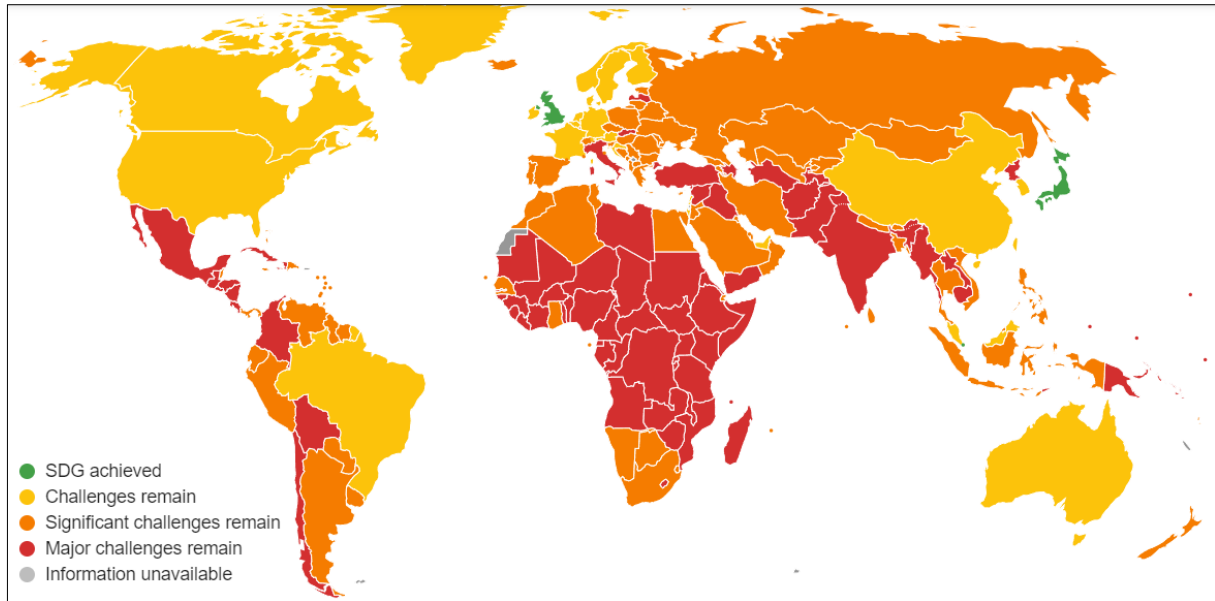 SDG achieved
Challenges remain
Significant challenges remain
Major challenges remain
Information unavailable